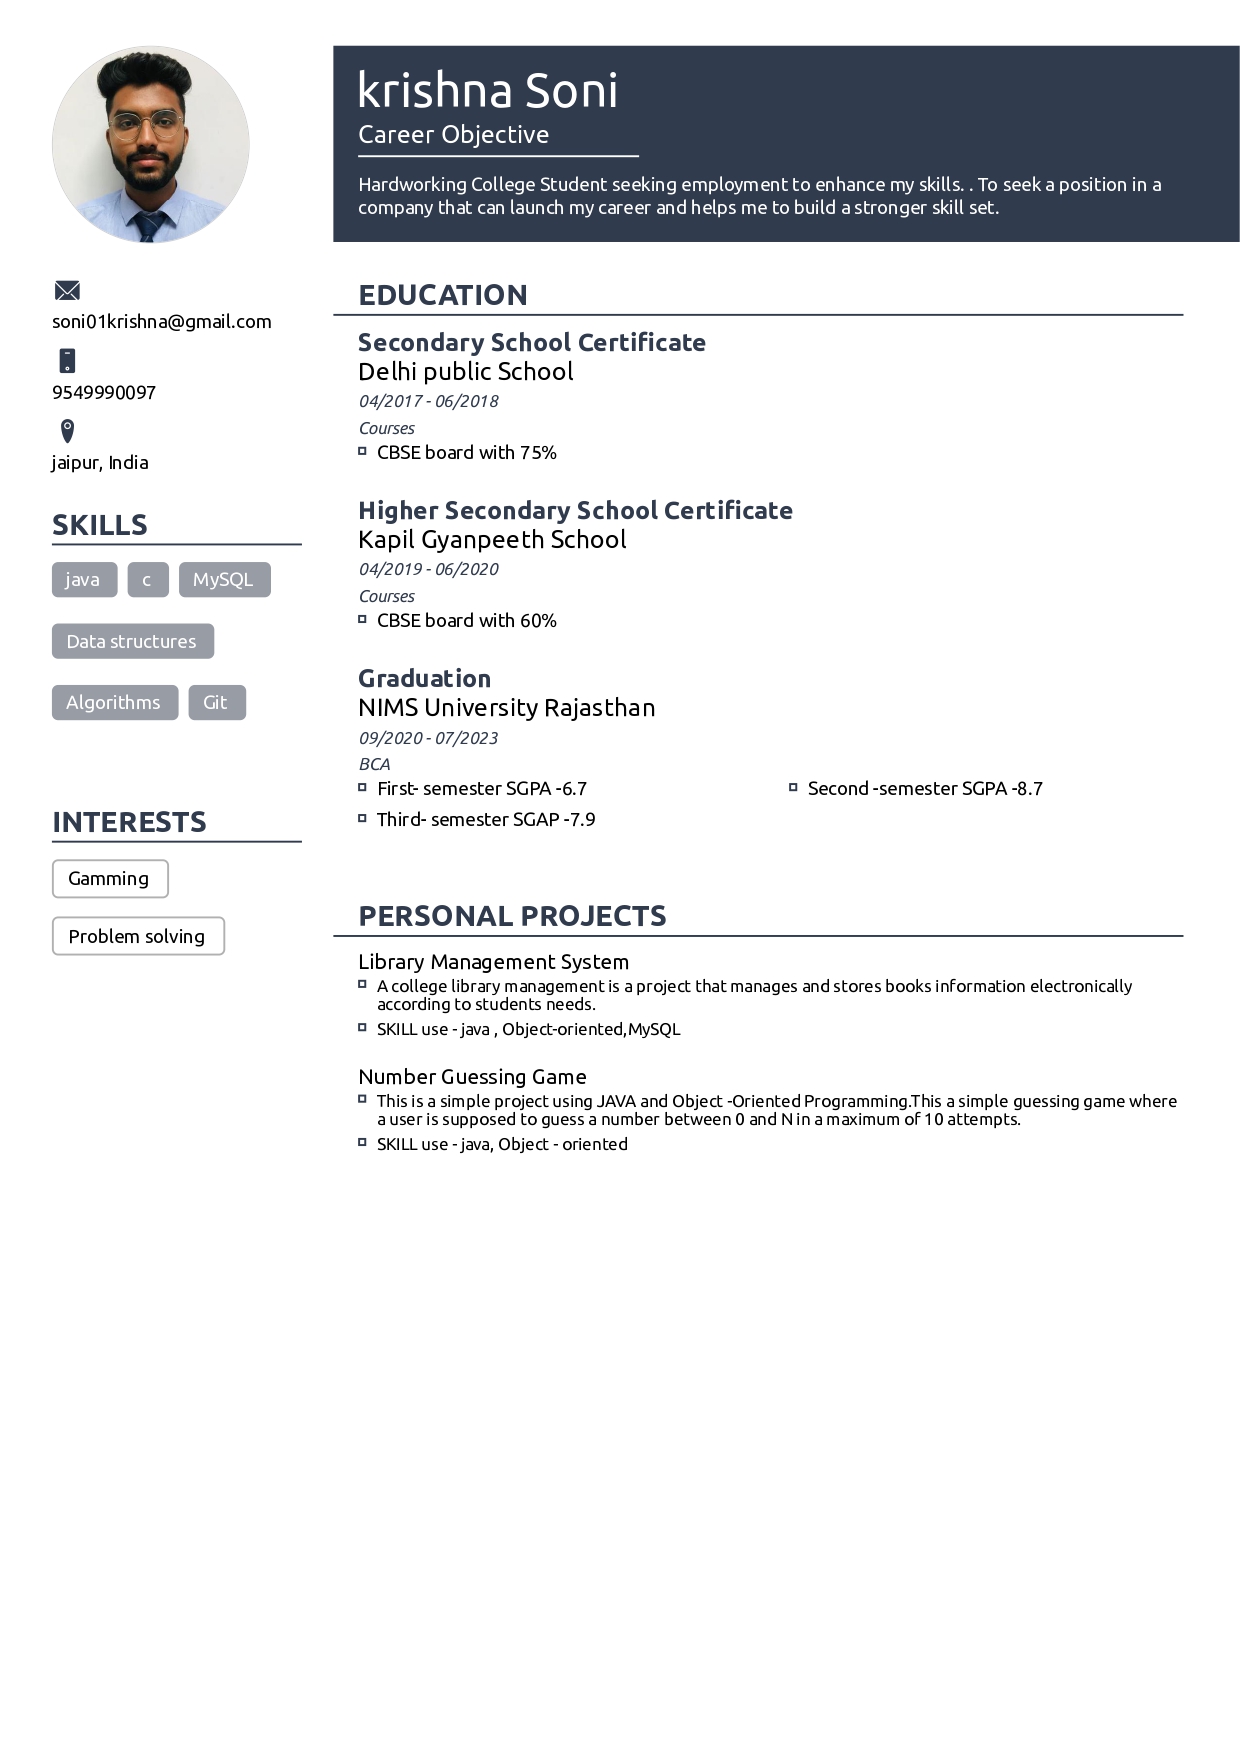 krishna Soni
Career Objective
Hardworking College Student seeking employment to enhance my skills. . To seek a position in a
company that can launch my career and helps me to build a stronger skill set.
soni01krishna@gmail.com
9549990097
jaipur, India
SKILLS
java c MySQL
Data structures
Algorithms Git
INTERESTS
Gamming
Problem solving
EDUCATION
Secondary School Certificate
Delhi public School
04/2017 - 06/2018
Courses
CBSE board with 75%
Higher Secondary School Certificate
Kapil Gyanpeeth School
04/2019 - 06/2020
Courses
CBSE board with 60%
Graduation
NIMS University Rajasthan
09/2020 - 07/2023
BCA
First- semester SGPA -6.7 Second -semester SGPA -8.7
Third- semester SGAP -7.9
PERSONAL PROJECTS
Library Management System
A college library management is a project that manages and stores books information electronically
according to students needs.
SKILL use - java , Object-oriented,MySQL
Number Guessing Game
This is a simple project using JAVA and Object -Oriented Programming.This a simple guessing game where
a user is supposed to guess a number between 0 and N in a maximum of 10 attempts.
SKILL use - java, Object - oriented